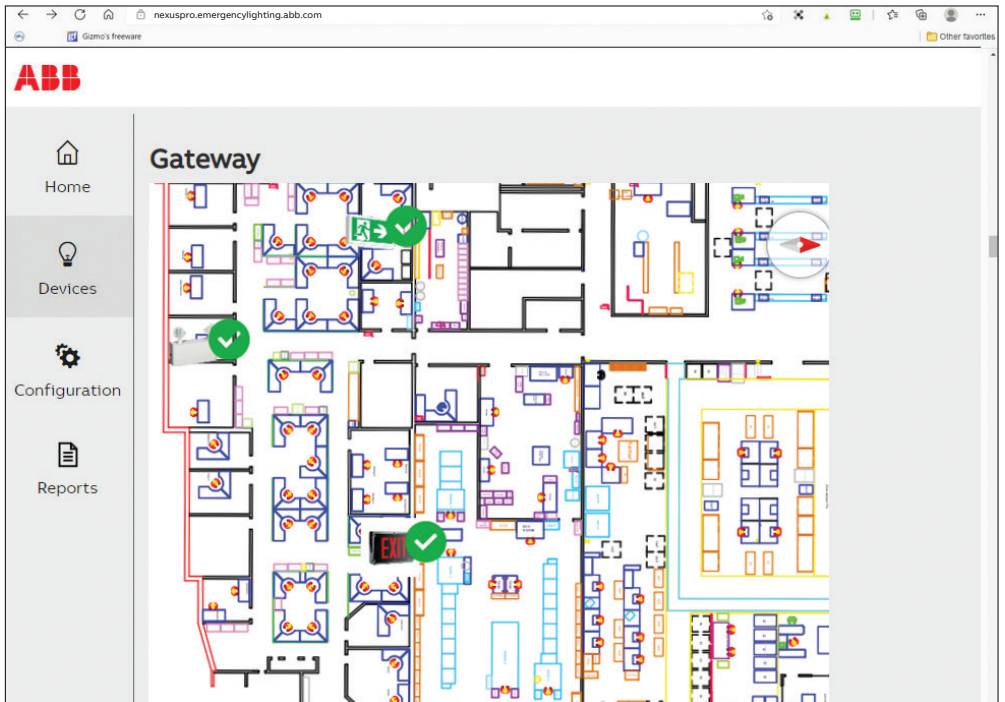 nexuspro.emergencylighting.abb.com
Gizmo's freeware
Other favorites
ABB
Home
Devices
Configuration
Reports
Gateway
EXIT